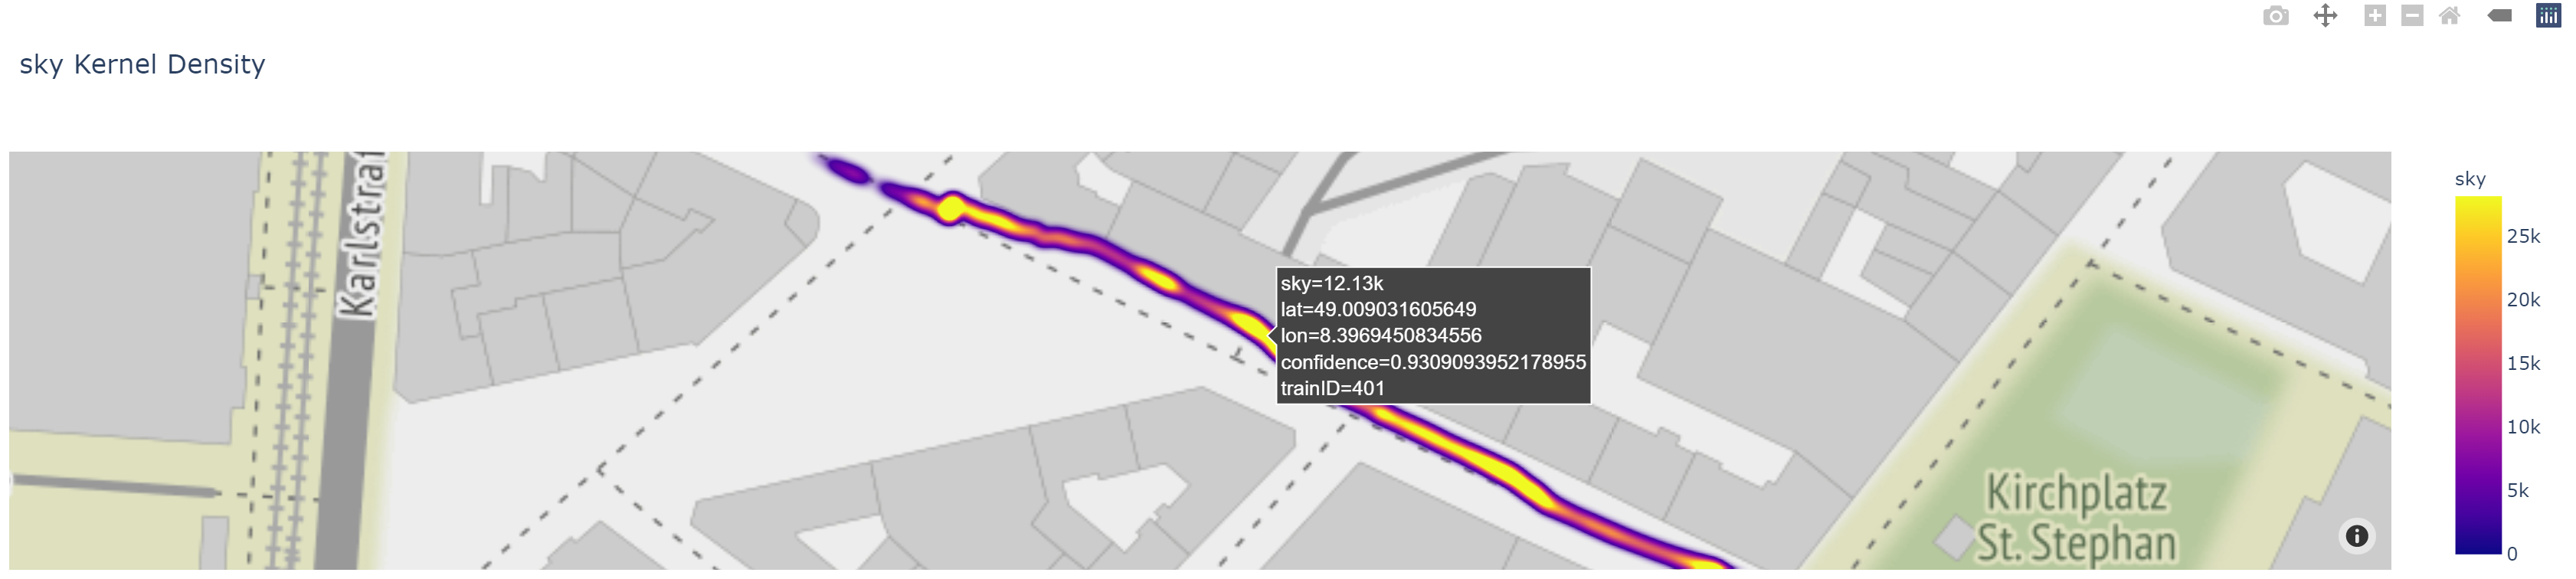 sky Kernel Density
Karlstraß
sky=12.13k
lat=49.009031605649
lon=8.3969450834556
confidence=0.9309093952178955
trainID=401
Kirchplatz
St. Stephan
sky
25k
20k
15k
10k
5k
0